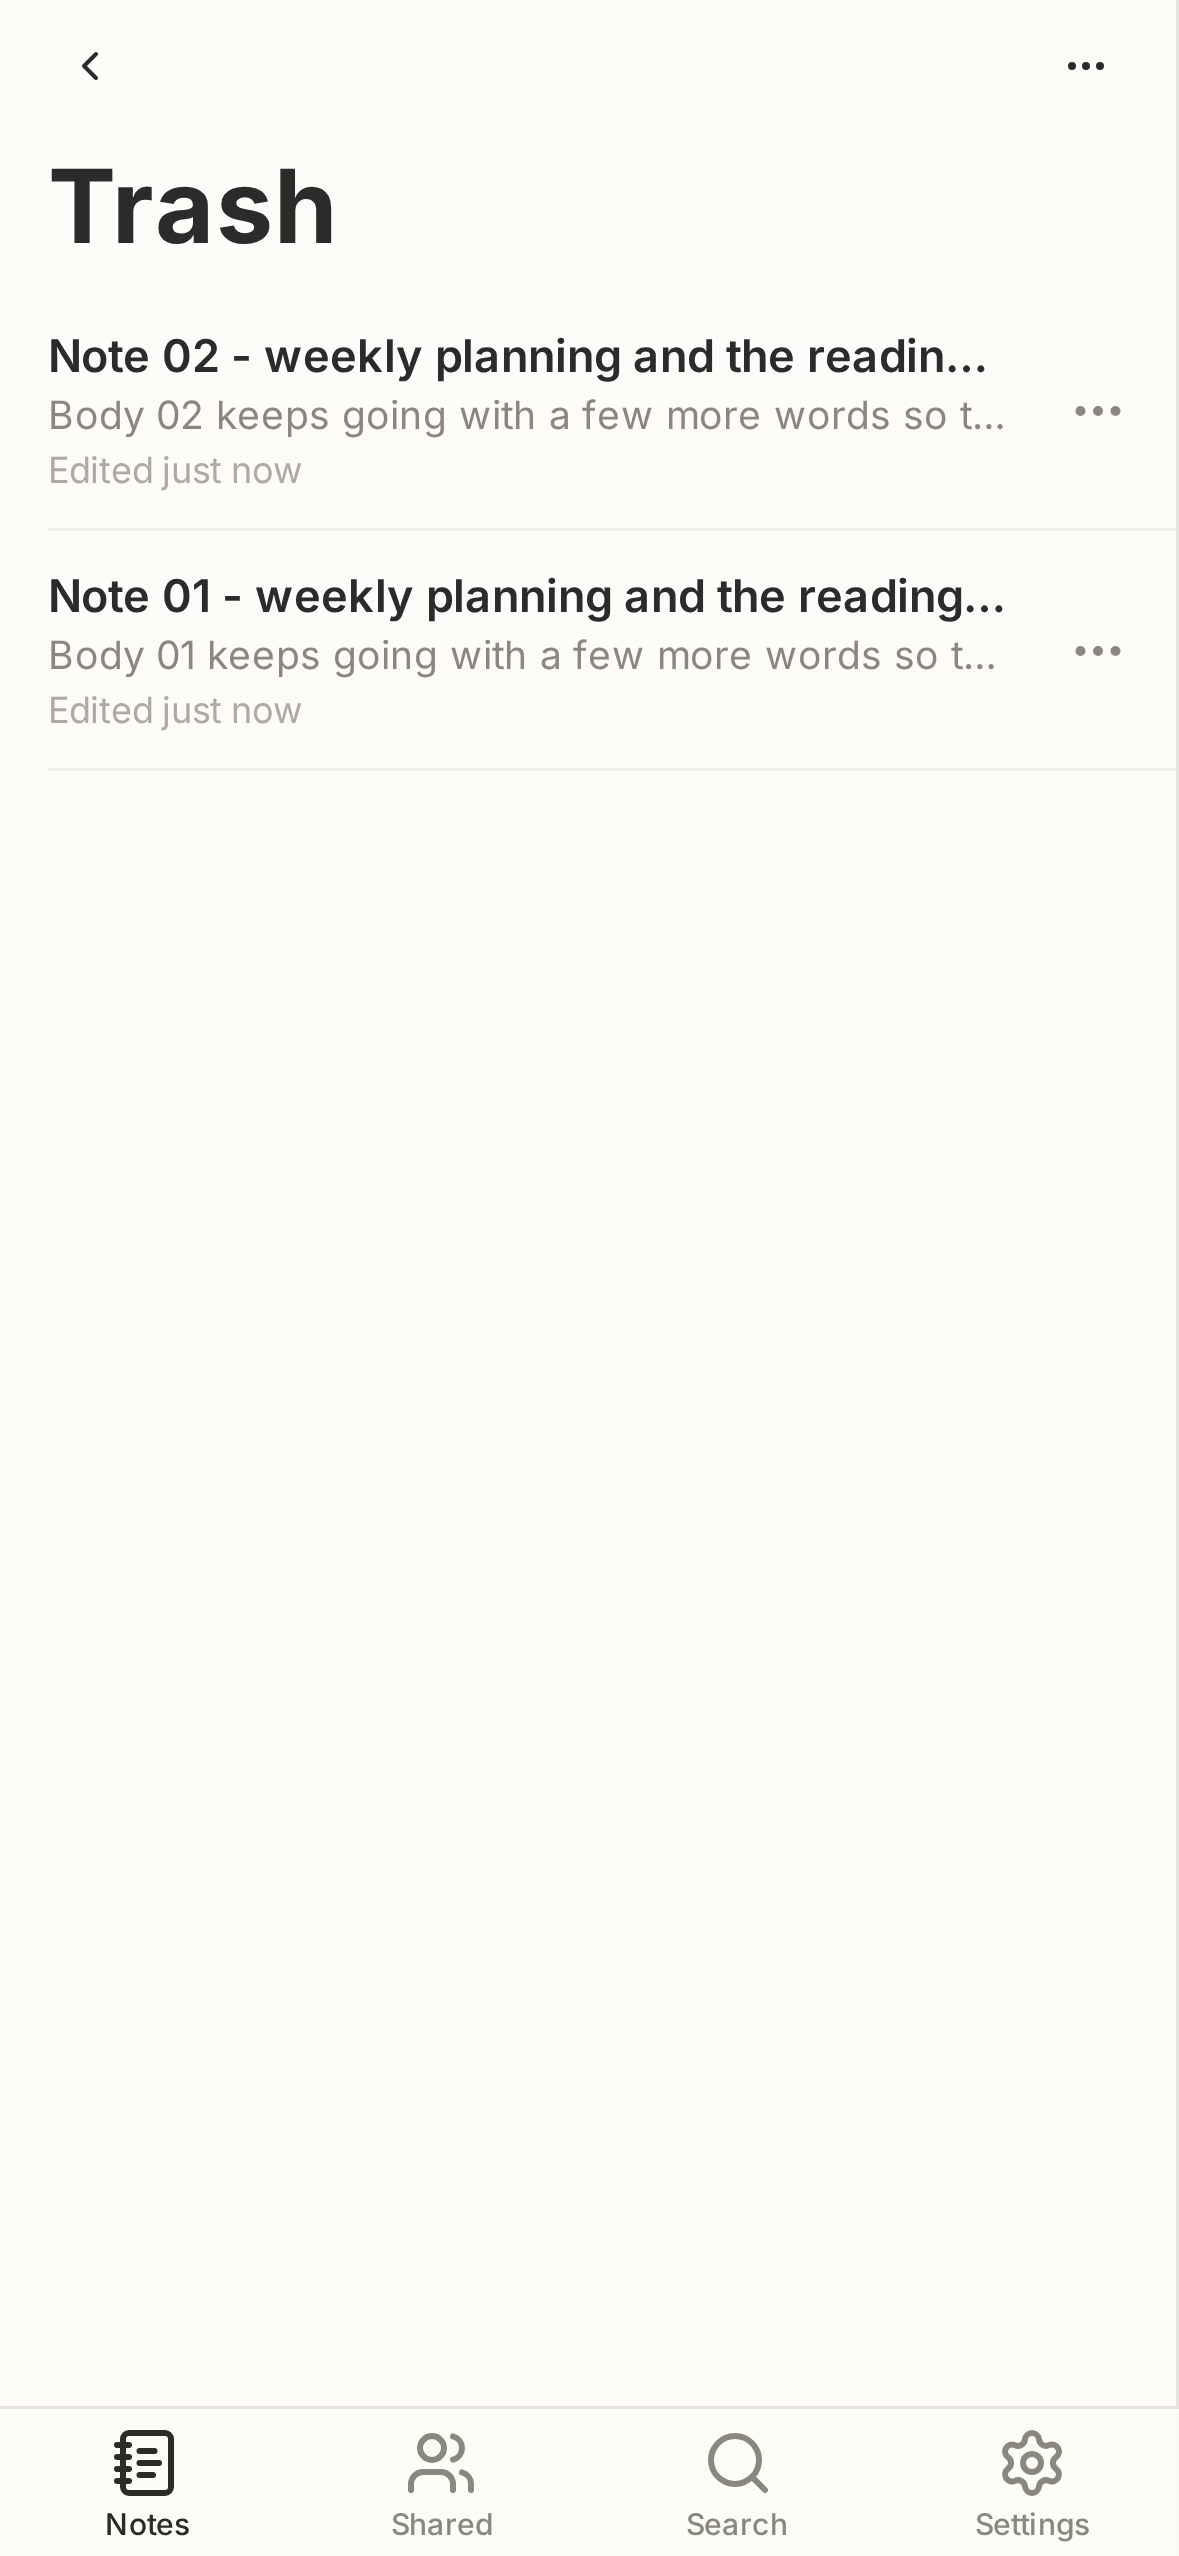 Trash
Note 02 - weekly planning and the readin...
Body 02 keeps going with a few more words so t...
Edited just now
Note 01 - weekly planning and the reading...
Body 01 keeps going with a few more words so t...
Edited just now
Notes
Shared
Search
Settings